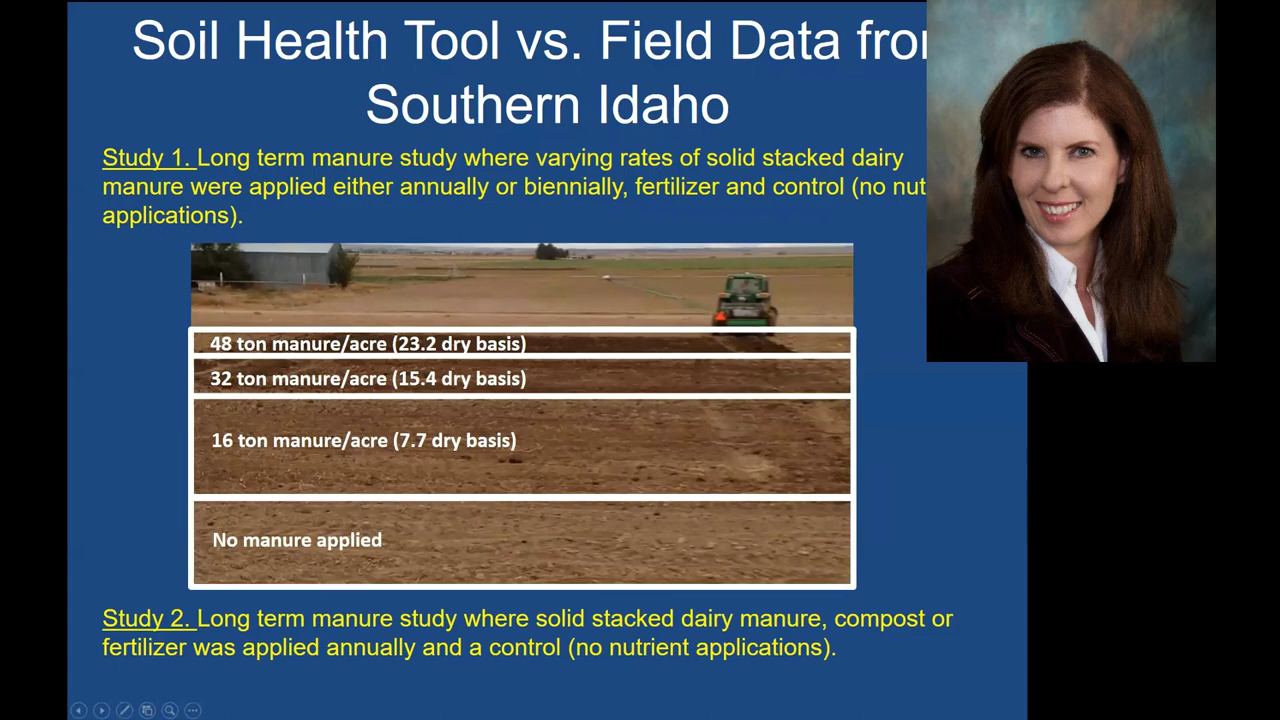 Soil Health Tool vs. Field Data
Southern Idaho
Study 1. Long term manure study where varying rates of solid stacked dairy
manure were applied either annually or biennially, fertilizer and control (no
applications).
48 ton manure/acre (23.2 dry basis)
32 ton manure/acre (15.4 dry basis)
16 ton manure/acre (7.7 dry basis)
No manure applied
Study 2. Long term manure study where solid stacked dairy manure, compost or
fertilizer was applied annually and a control (no nutrient applications).